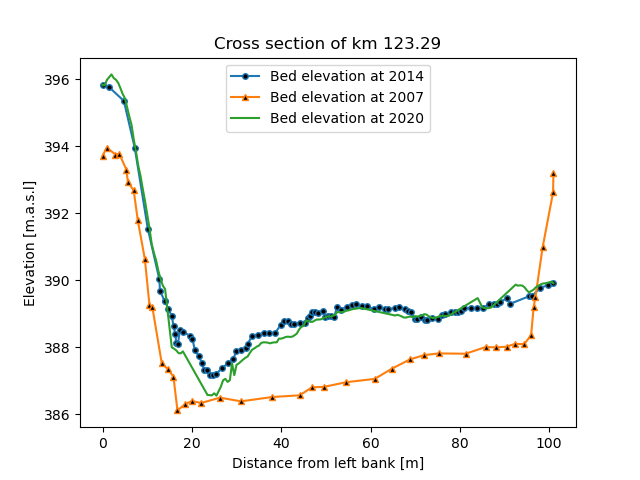 Cross section of km 123.29
Bed elevation at 2014
Bed elevation at 2007
Bed elevation at 2020
Elevation [m.a.s.l]
396
394
392
390
388
386
0 20 40 60 80 100
Distance from left bank [m]